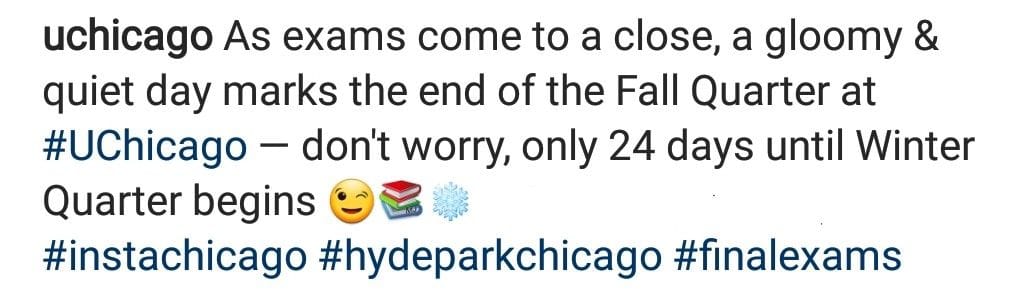 uchicago As exams come to a close, a gloomy &
quiet day marks the end of the Fall Quarter at
#UChicago — don't worry, only 24 days until Winter
Quarter begins 😉📚❄️
#instachicago #hydeparkchicago #finalexams